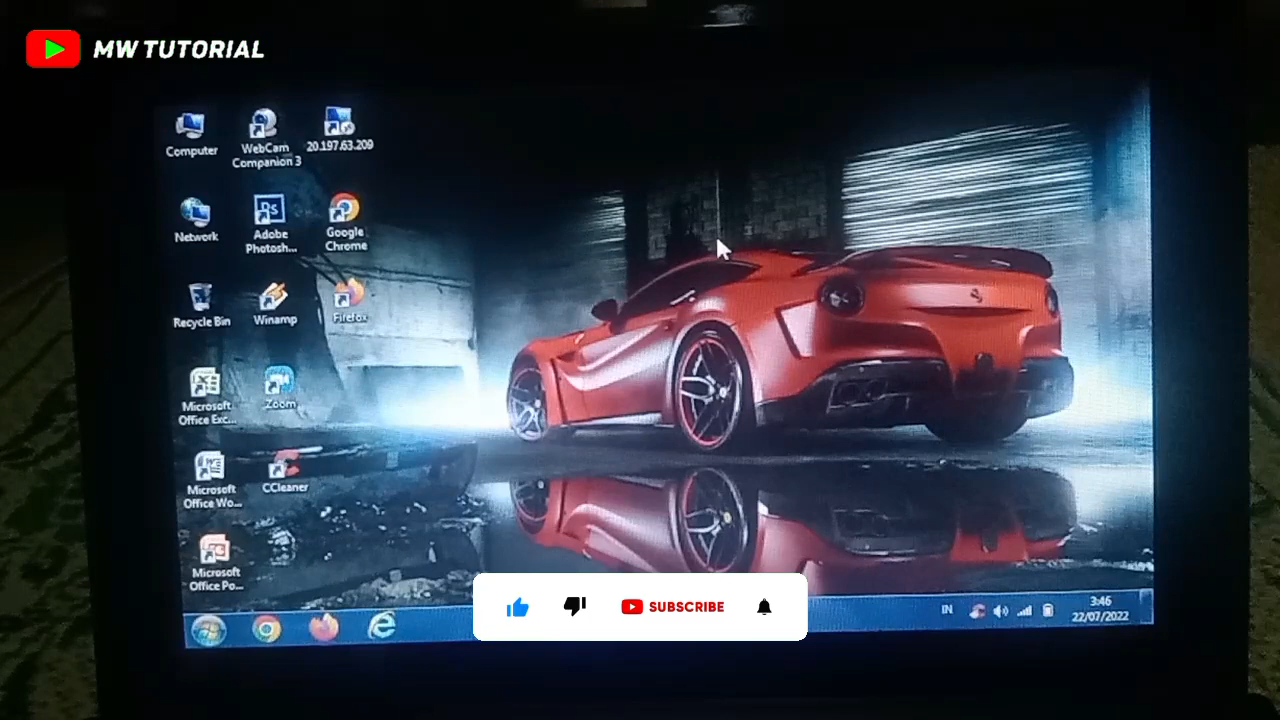 MW TUTORIAL
Computer
WebCam
Companion 3
20.197.63.209
Network
Ps
Adobe
Photosh...
Google
Chrome
Recycle Bin
Winamp
Firefox
Microsoft
Office Exc...
Zoom
Microsoft
Office Wo...
CCleaner
Microsoft
Office Po...
SUBSCRIBE
IN
3:46
22/07/2022